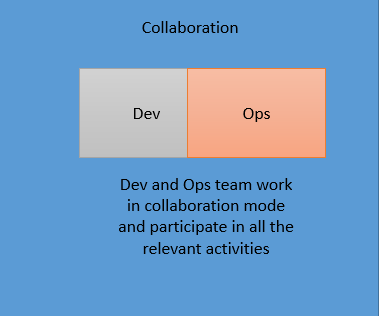 Collaboration
Dev
Ops
Dev and Ops team work
in collaboration mode
and participate in all the
relevant activities